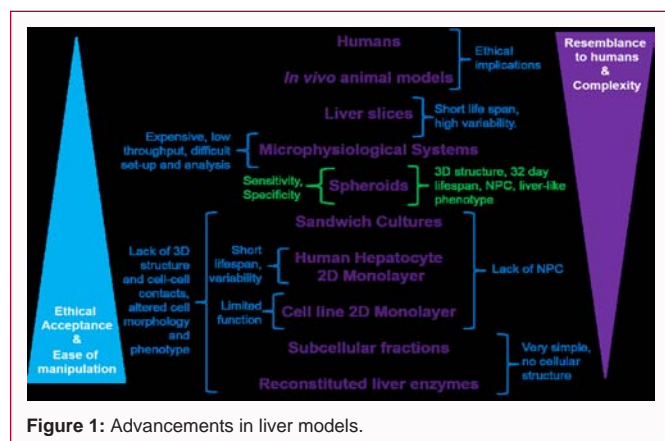 Humans
In vivo animal models
Ethical
implications
Resemblance
to humans
&
Complexity
Liver slices
Short life span,
high variability.
Expensive, low
throughput, difficult
set-up and analysis
Microphysiological Systems
Sensitivity,
Specificity
Spheroids
3D structure, 32 day
lifespan, NPC, liver-like
phenotype
Sandwich Cultures
Lack of 3D
structure
and cell-cell
contacts,
altered cell
morphology
and
phenotype
Short
lifespan,
variability
Human Hepatocyte
2D Monolayer
Lack of NPC
Limited
function
Cell line 2D Monolayer
Ethical
Acceptance
&
Ease of
manipulation
Subcellular fractions
Reconstituted liver enzymes
Very simple,
no cellular
structure
Figure 1: Advancements in liver models.